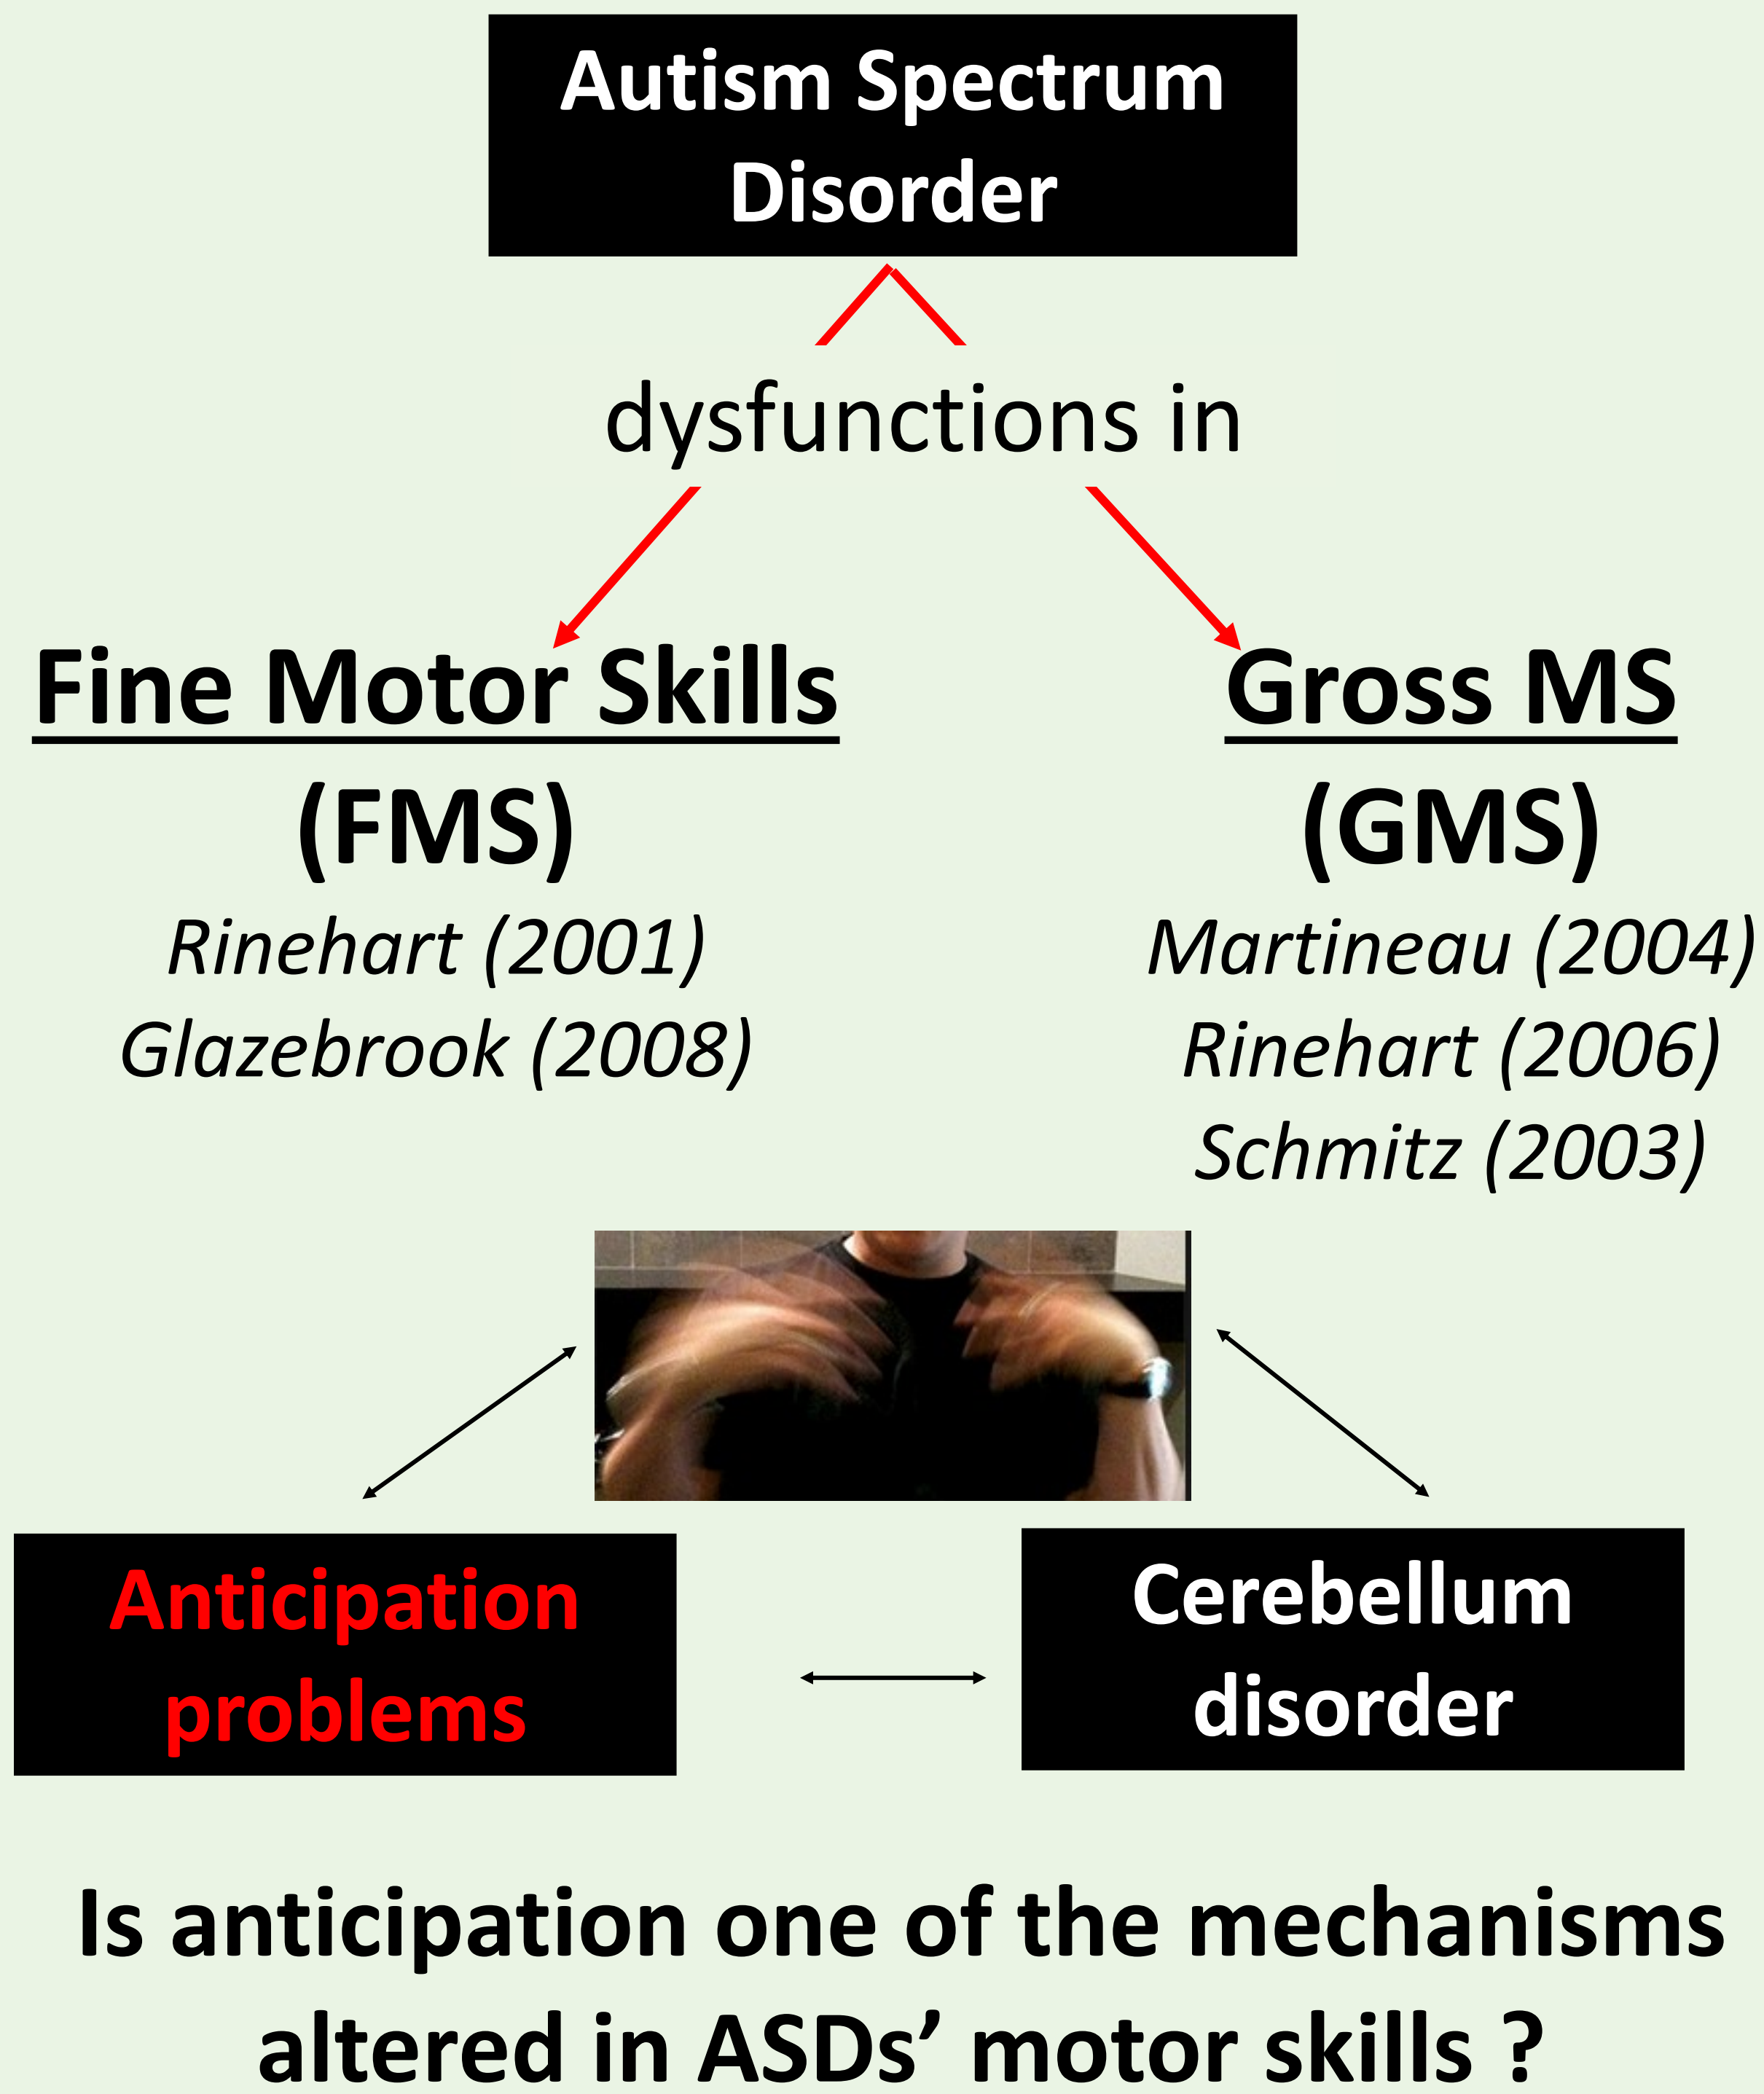 Autism Spectrum
Disorder
dysfunctions in
Fine Motor Skills
(FMS)
Rinehart (2001)
Glazebrook (2008)
Gross MS
(GMS)
Martineau (2004)
Rinehart (2006)
Schmitz (2003)
Anticipation
problems
Cerebellum
disorder
Is anticipation one of the mechanisms
altered in ASDs’ motor skills ?